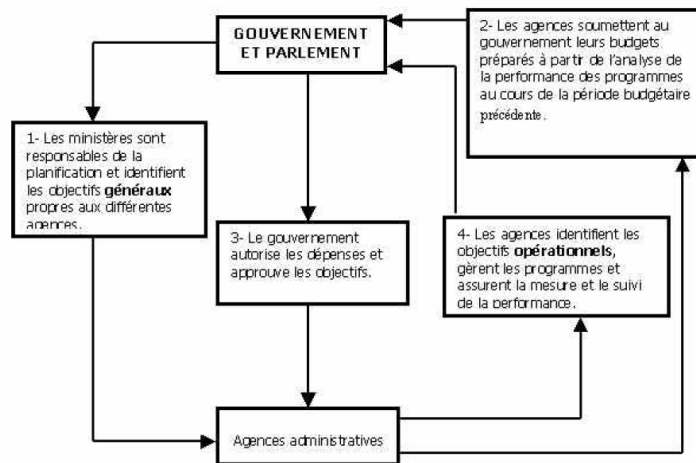 GOUVERNEMENT
ET PARLEMENT
2- Les agences soumettent au
gouvernement leurs budgets
préparés à partir de l'analyse de
la performance des programmes
au cours de la période budgétaire
précédente.
1- Les ministères sont
responsables de la
planification et identifient
les objectifs généraux
propres aux différentes
agences.
3- Le gouvernement
autorise les dépenses et
approuve les objectifs.
4- Les agences identifient les
objectifs opérationnels,
gèrent les programmes et
assurent la mesure et le suivi
de la performance.
Agences administratives